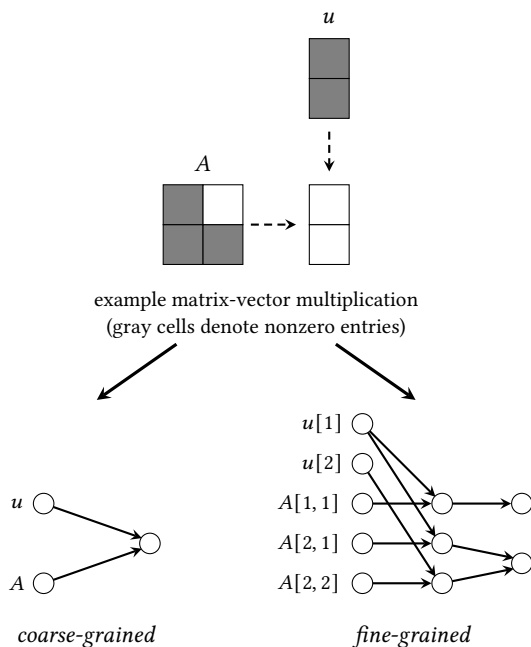 u
A
example matrix-vector multiplication
(gray cells denote nonzero entries)
u
A
coarse-grained
u[1]
u[2]
A[1, 1]
A[2, 1]
A[2, 2]
fine-grained